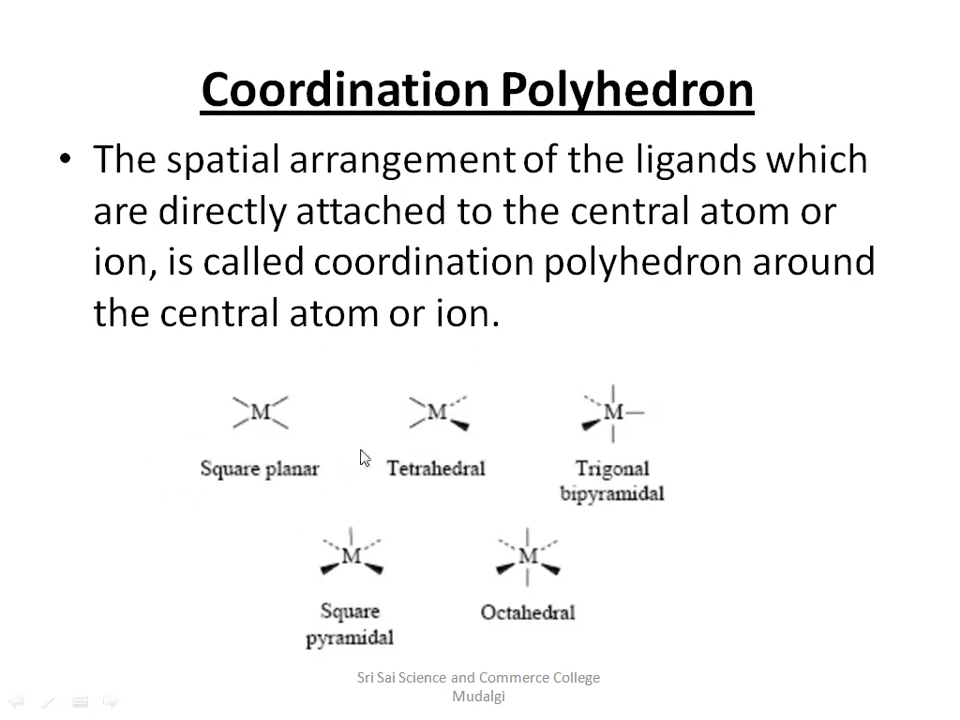 Coordination Polyhedron
• The spatial arrangement of the ligands which
are directly attached to the central atom or
ion, is called coordination polyhedron around
the central atom or ion.
M M M
Square planar Tetrahedral Trigonal
bipyramidal
M M
Square Octahedral
pyramidal
Sri Sai Science and Commerce College
Mudalgi